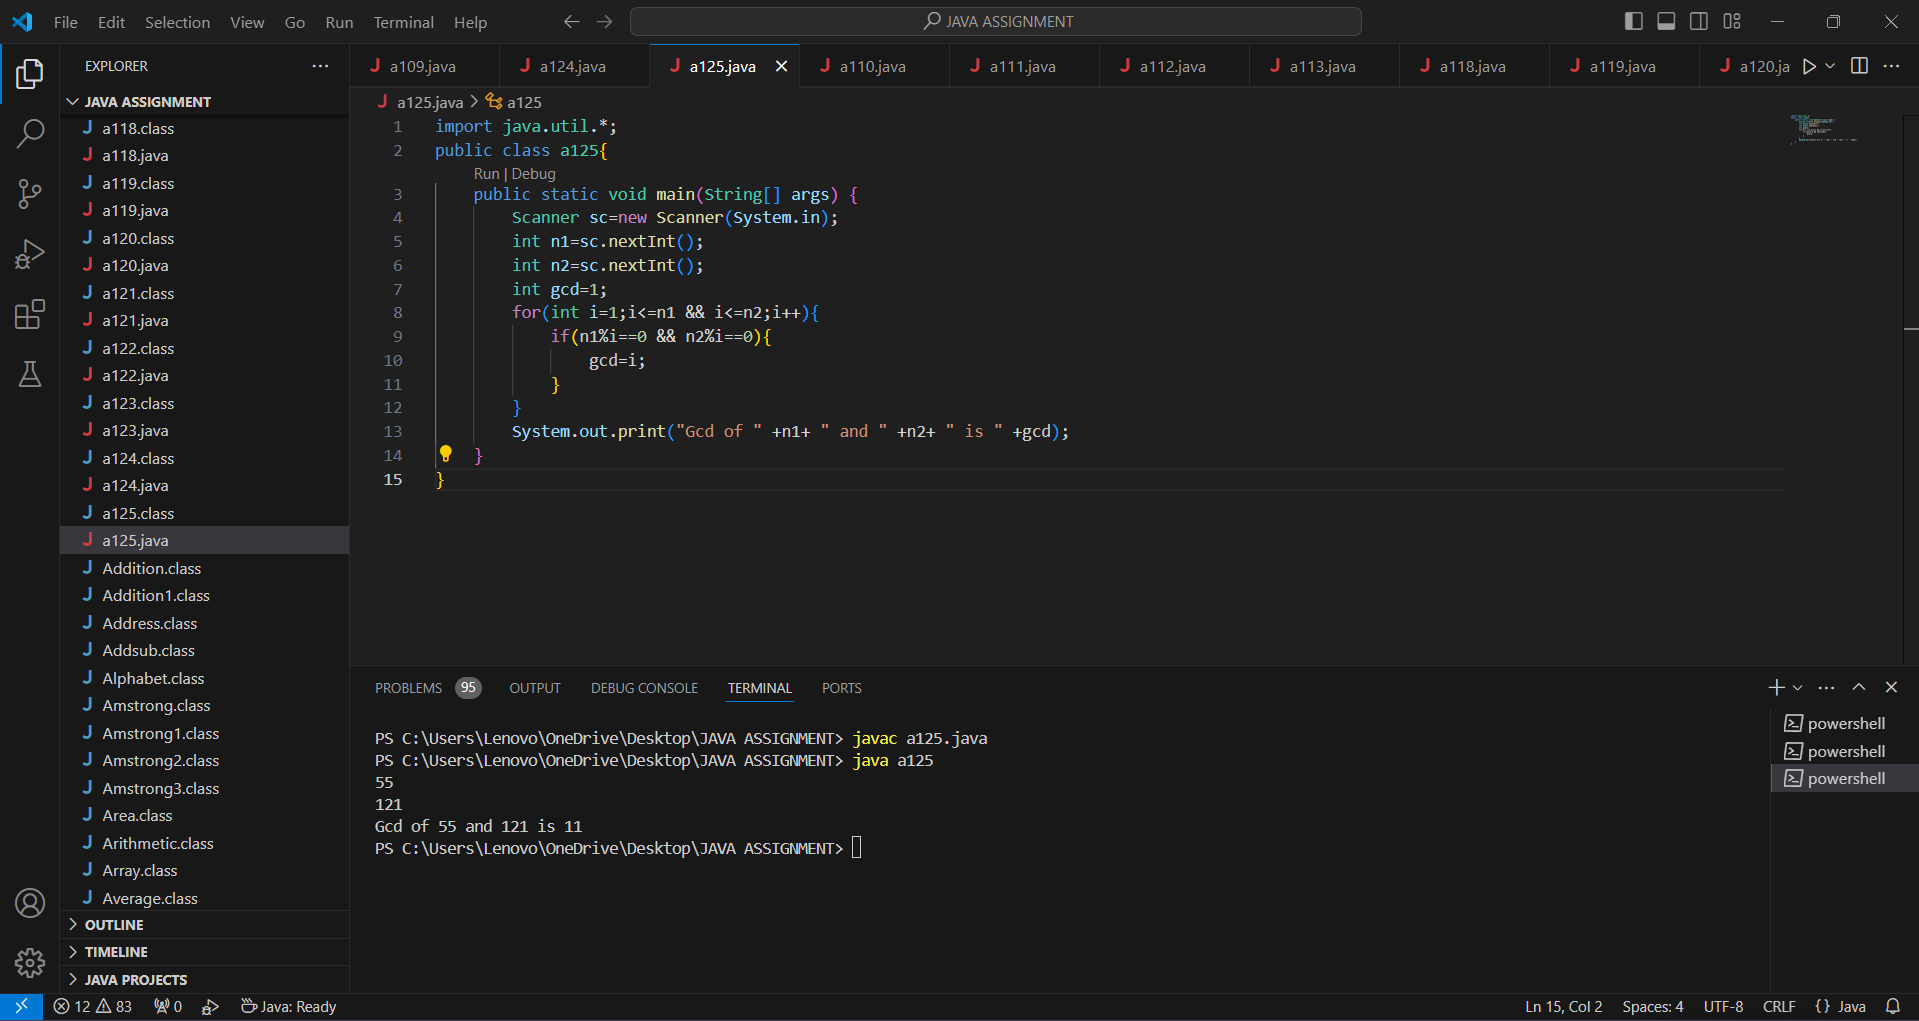 File Edit Selection View Go Run Terminal Help
JAVA ASSIGNMENT
EXPLORER
JAVA ASSIGNMENT
a118.class
a118.java
a119.class
a119.java
a120.class
a120.java
a121.class
a121.java
a122.class
a122.java
a123.class
a123.java
a124.class
a124.java
a125.class
a125.java
Addition.class
Addition1.class
Address.class
Addsub.class
Alphabet.class
Amstrong.class
Amstrong1.class
Amstrong2.class
Amstrong3.class
Area.class
Arithmetic.class
Array.class
Average.class
OUTLINE
TIMELINE
JAVA PROJECTS
a109.java a124.java a125.java a110.java a111.java a112.java a113.java a118.java a119.java a120.ja
a125.java > a125
1 import java.util.*;
2 public class a125{
Run | Debug
3 public static void main(String[] args) {
4 Scanner sc=new Scanner(System.in);
5 int n1=sc.nextInt();
6 int n2=sc.nextInt();
7 int gcd=1;
8 for(int i=1;i<=n1 && i<=n2;i++){
9 if(n1%i==0 && n2%i==0){
10 gcd=i;
11 }
12 }
13 System.out.print("Gcd of " +n1+ " and " +n2+ " is " +gcd);
14 }
15 }
PROBLEMS 95 OUTPUT DEBUG CONSOLE TERMINAL PORTS
PS C:\Users\Lenovo\OneDrive\Desktop\JAVA ASSIGNMENT> javac a125.java
PS C:\Users\Lenovo\OneDrive\Desktop\JAVA ASSIGNMENT> java a125
55
121
Gcd of 55 and 121 is 11
PS C:\Users\Lenovo\OneDrive\Desktop\JAVA ASSIGNMENT>
powershell
powershell
powershell
12 83 0 Java: Ready Ln 15, Col 2 Spaces: 4 UTF-8 CRLF {} Java